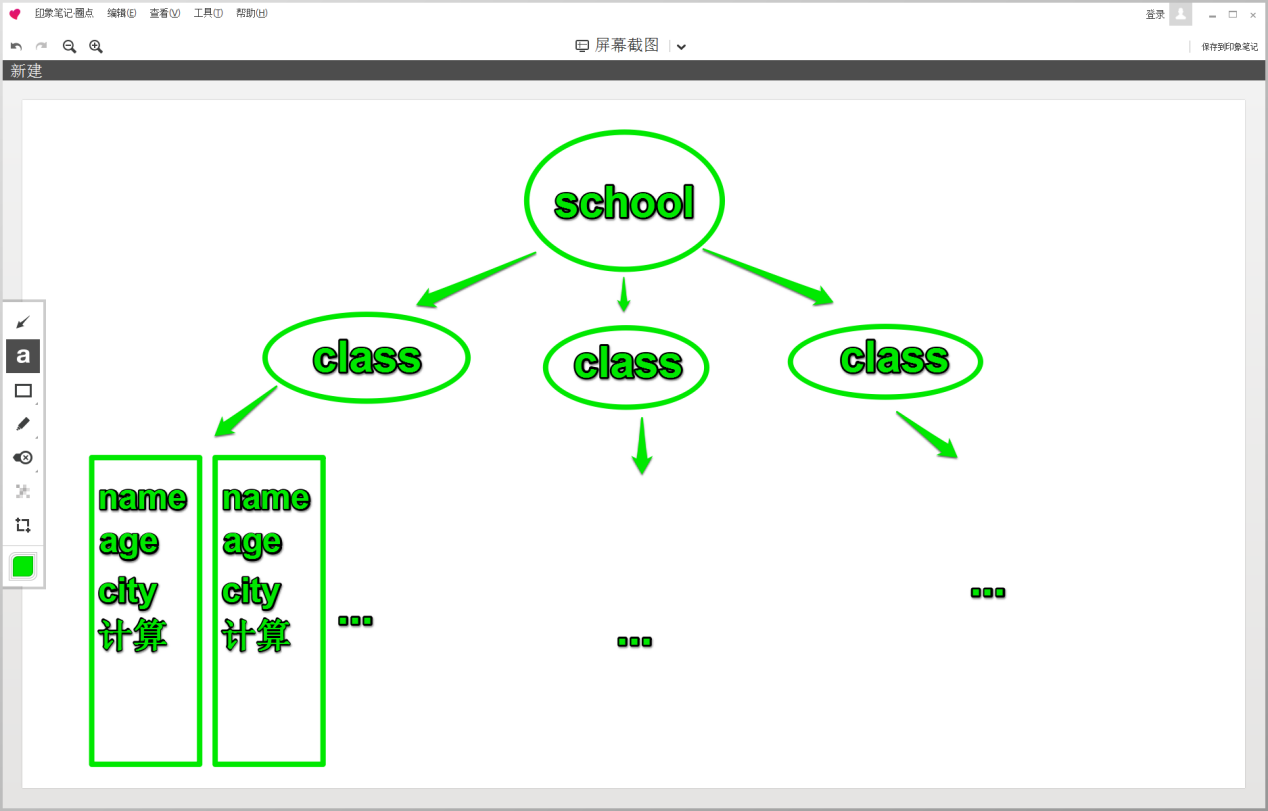 印象笔记·圈点 编辑(E) 查看(V) 工具(T) 帮助(H) 登录
屏幕截图 保存到印象笔记
新建
school
class class class
a
name name
age age
city city
计算 计算
... ... ...